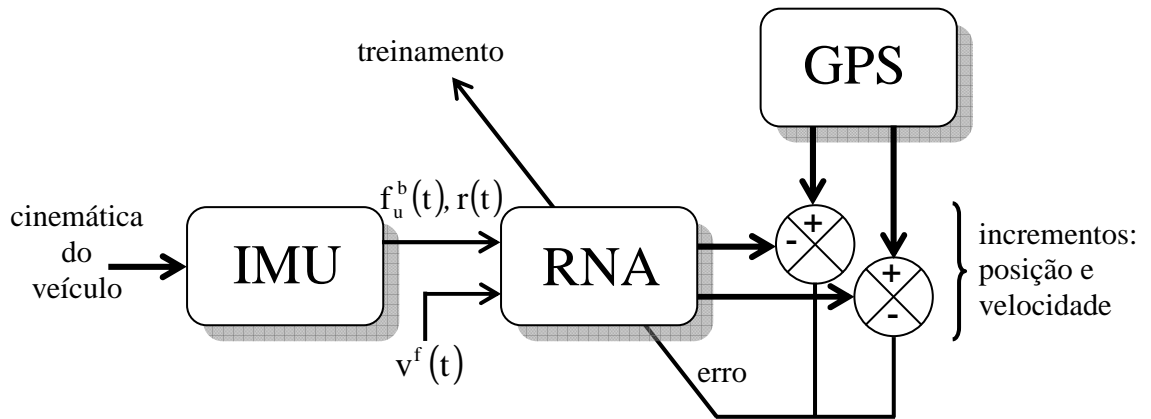 treinamento
GPS
cinemática
do
veículo
IMU
f_u^b(t), r(t)
v^f(t)
RNA
+
-
+
-
incrementos:
posição e
velocidade
erro